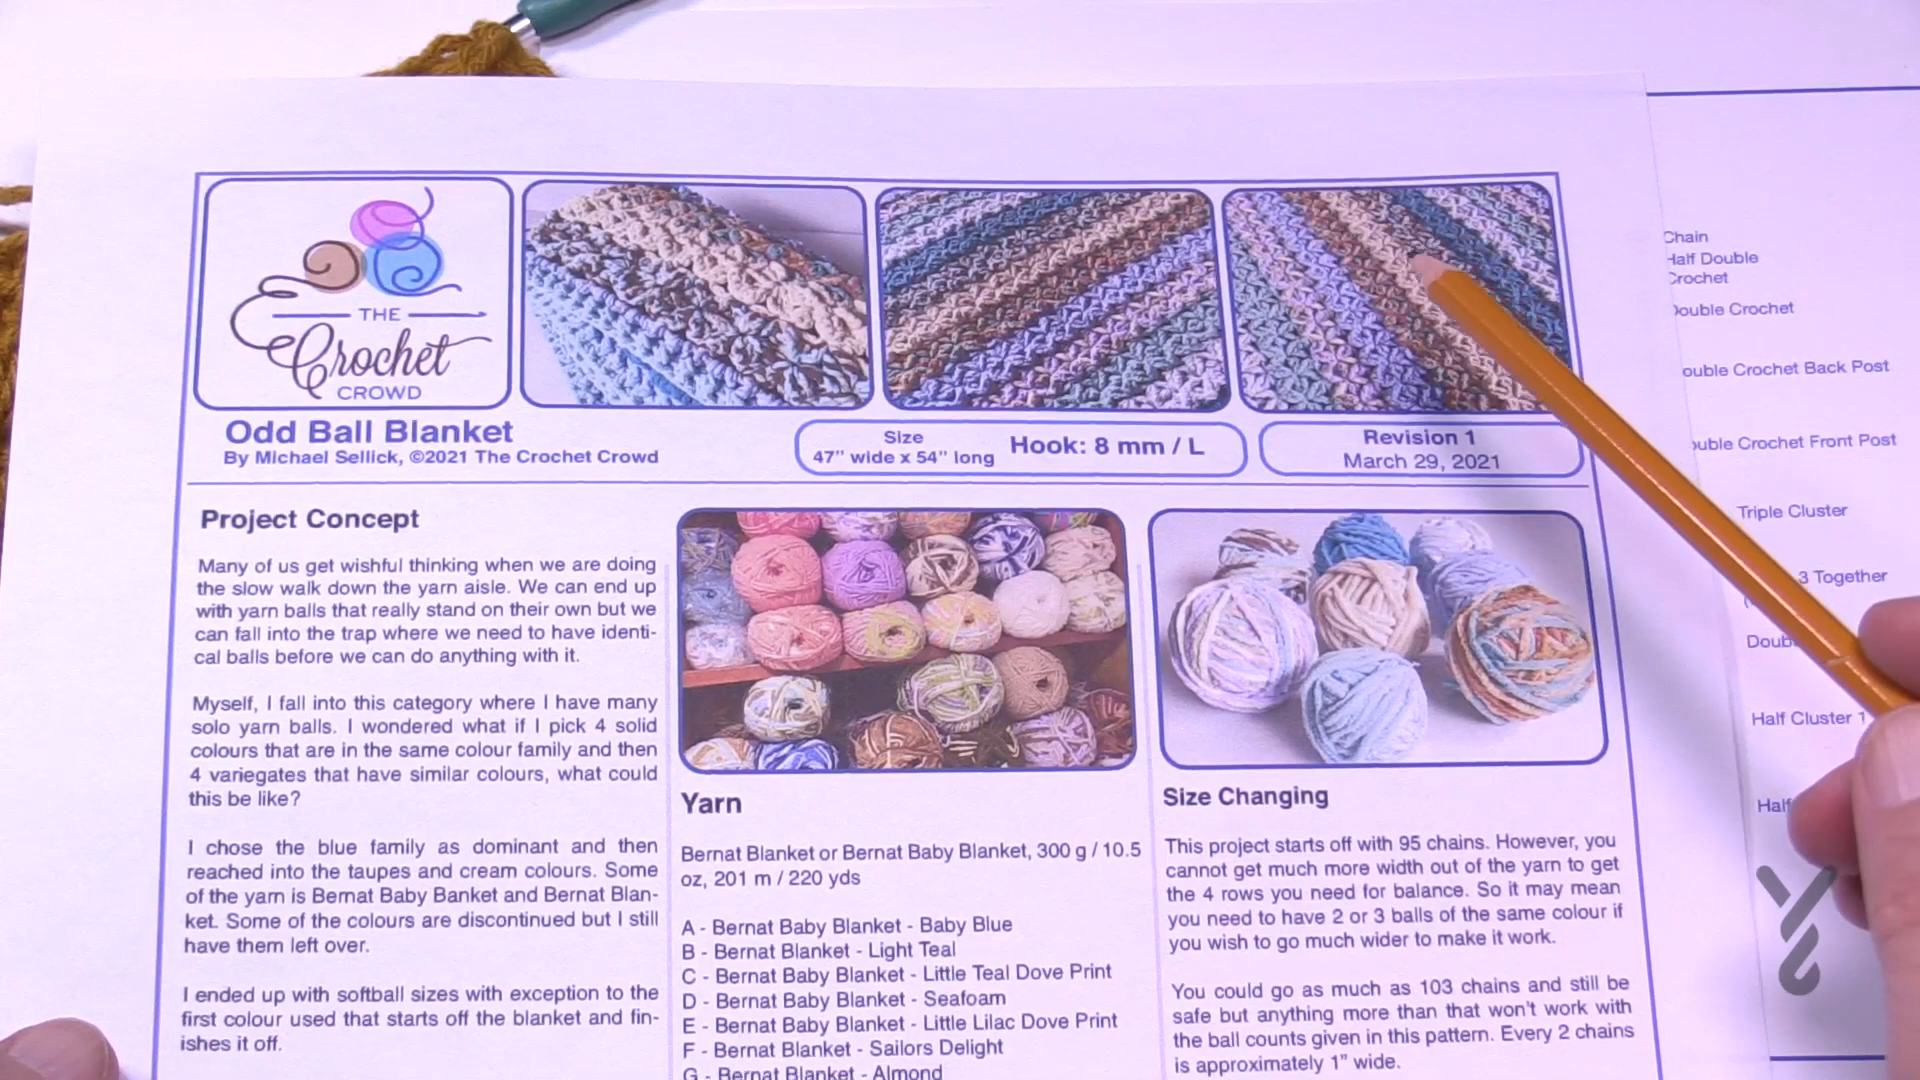 THE
Crochet
CROWD
Odd Ball Blanket
By Michael Sellick, ©2021 The Crochet Crowd
Size
47" wide x 54" long
Hook: 8 mm / L
Revision 1
March 29, 2021
Project Concept
Many of us get wishful thinking when we are doing
the slow walk down the yarn aisle. We can end up
with yarn balls that really stand on their own but we
can fall into the trap where we need to have identi-
cal balls before we can do anything with it.
Myself, I fall into this category where I have many
solo yarn balls. I wondered what if I pick 4 solid
colours that are in the same colour family and then
4 variegates that have similar colours, what could
this be like?
I chose the blue family as dominant and then
reached into the taupes and cream colours. Some
of the yarn is Bernat Baby Banket and Bernat Blan-
ket. Some of the colours are discontinued but I still
have them left over.
I ended up with softball sizes with exception to the
first colour used that starts off the blanket and fin-
ishes it off.
Yarn
Bernat Blanket or Bernat Baby Blanket, 300 g / 10.5
oz, 201 m / 220 yds
A - Bernat Baby Blanket - Baby Blue
B - Bernat Blanket - Light Teal
C - Bernat Baby Blanket - Little Teal Dove Print
D - Bernat Baby Blanket - Seafoam
E - Bernat Baby Blanket - Little Lilac Dove Print
F - Bernat Blanket - Sailors Delight
G - Bernat Blanket - Almond
Size Changing
This project starts off with 95 chains. However, you
cannot get much more width out of the yarn to get
the 4 rows you need for balance. So it may mean
you need to have 2 or 3 balls of the same colour if
you wish to go much wider to make it work.
You could go as much as 103 chains and still be
safe but anything more than that won't work with
the ball counts given in this pattern. Every 2 chains
is approximately 1" wide.
Chain
Half Double
Crochet
Double Crochet
ouble Crochet Back Post
uble Crochet Front Post
Triple Cluster
3 Together
Doub
Half Cluster 1
Half